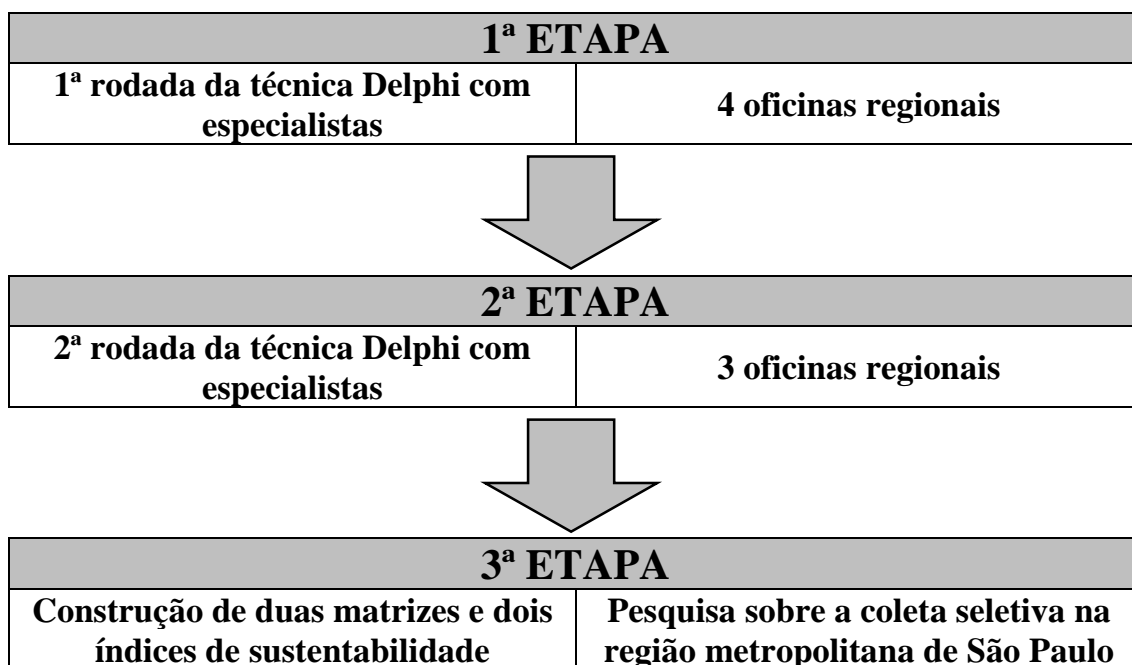 1ª ETAPA
1ª rodada da técnica Delphi com
especialistas
4 oficinas regionais
2ª ETAPA
2ª rodada da técnica Delphi com
especialistas
3 oficinas regionais
3ª ETAPA
Construção de duas matrizes e dois
índices de sustentabilidade
Pesquisa sobre a coleta seletiva na
região metropolitana de São Paulo